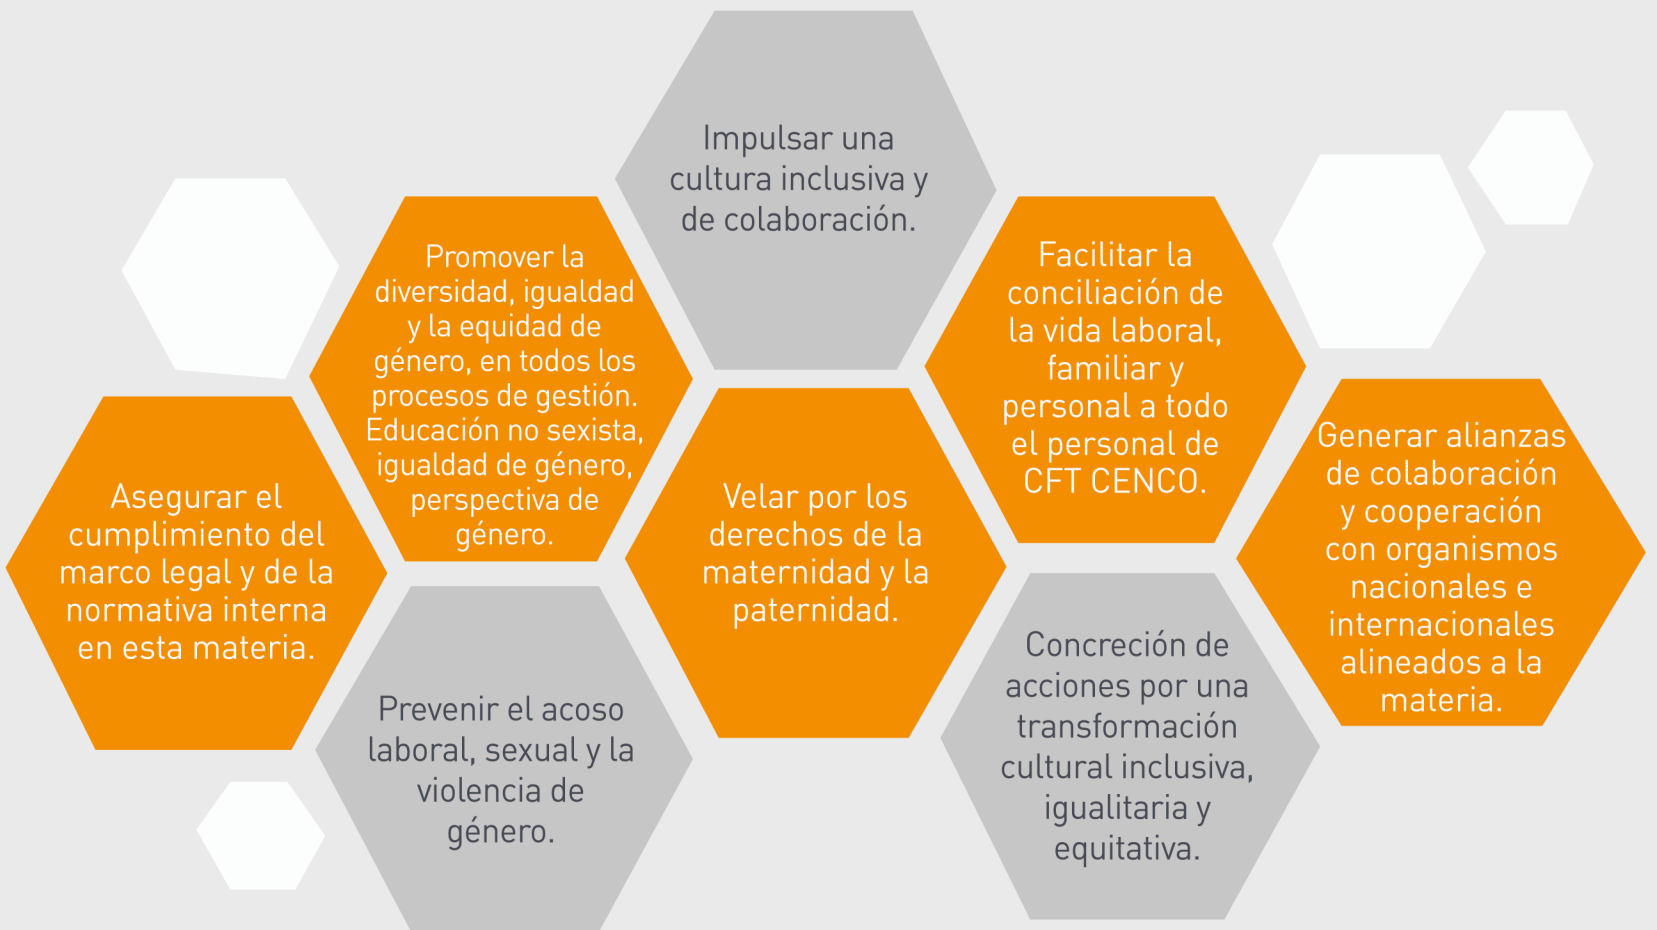 Impulsar una
cultura inclusiva y
de colaboración.
Promover la
diversidad, igualdad
y la equidad de
género, en todos los
procesos de gestión.
Educación no sexista,
igualdad de género,
perspectiva de
género.
Facilitar la
conciliación de
la vida laboral,
familiar y
personal a todo
el personal de
CFT CENCO.
Asegurar el
cumplimiento del
marco legal y de la
normativa interna
en esta materia.
Velar por los
derechos de la
maternidad y la
paternidad.
Generar alianzas
de colaboración
y cooperación
con organismos
nacionales e
internacionales
alineados a la
materia.
Prevenir el acoso
laboral, sexual y la
violencia de
género.
Concreción de
acciones por una
transformación
cultural inclusiva,
igualitaria y
equitativa.